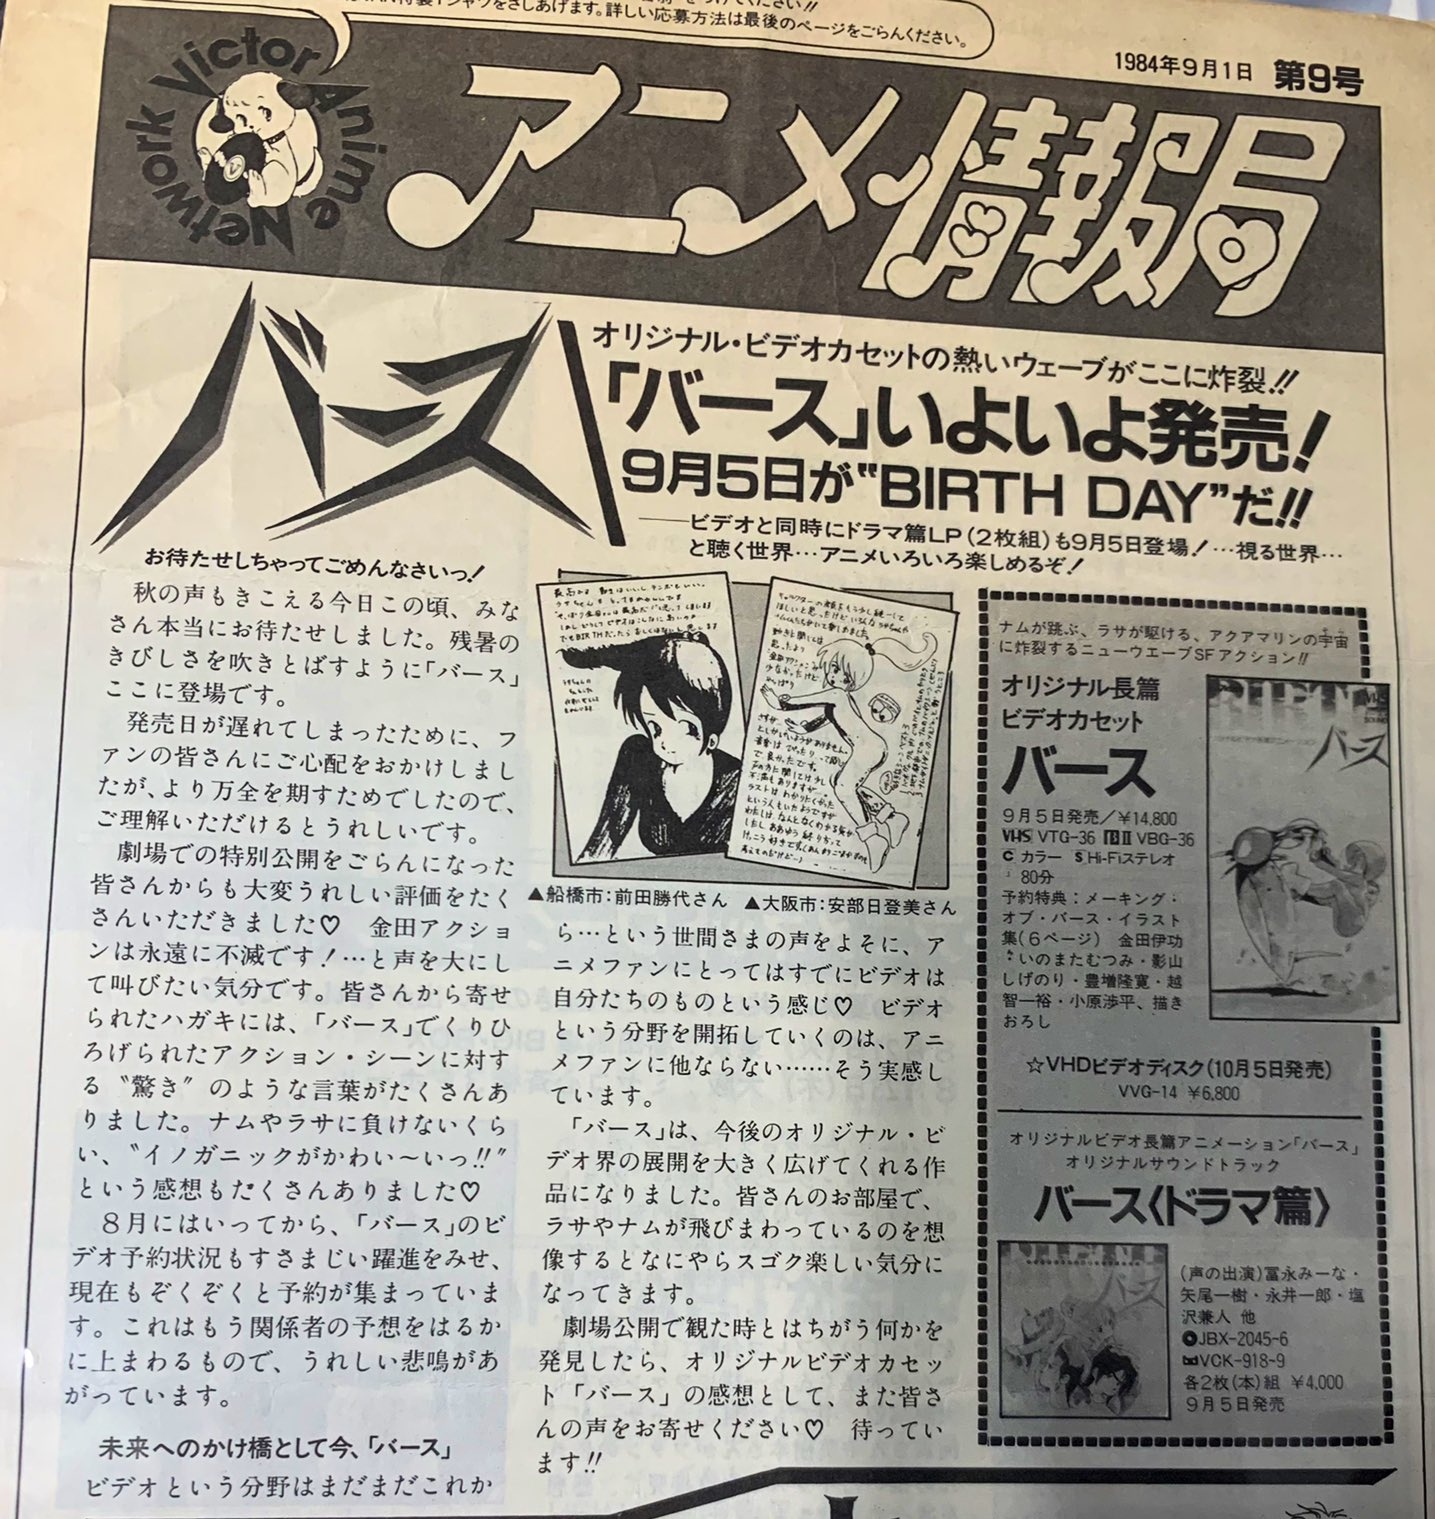 さしあげます。詳しい応募方法は最後のページをごらんください。
1984年9月1日 第9号
Victor Anime Network
アニメ情報局
バース
オリジナル・ビデオカセットの熱いウェーブがここに炸裂!!
「バース」いよいよ発売!
9月5日が“BIRTH DAY”だ!!
──ビデオと同時にドラマ篇LP(2枚組)も9月5日登場!…視る世界…
と聴く世界…アニメいろいろ楽しめるぞ!
お待たせしちゃってごめんなさいっ!
秋の声もきこえる今日この頃、みな
さん本当にお待たせしました。残暑の
きびしさを吹きとばすように「バース」
ここに登場です。
発売日が遅れてしまったために、フ
ァンの皆さんにご心配をおかけしまし
たが、より万全を期すためでしたので、
ご理解いただけるとうれしいです。
劇場での特別公開をごらんになった
皆さんからも大変うれしい評価をたく
さんいただきました♡ 金田アクショ
ンは永遠に不滅です!…と声を大にし
て叫びたい気分です。皆さんから寄せ
られたハガキには、「バース」でくりひ
ろげられたアクション・シーンに対す
る〝驚き〟のような言葉がたくさんあ
りました。ナムやラサに負けないくら
い、〝イノガニックがかわい〜いっ!!〟
という感想もたくさんありました♡
8月にはいってから、「バース」のビ
デオ予約状況もすさまじい躍進をみせ、
現在もぞくぞくと予約が集まっていま
す。これはもう関係者の予想をはるか
に上まわるもので、うれしい悲鳴があ
がっています。
未来へのかけ橋として今、「バース」
ビデオという分野はまだまだこれか
▲船橋市:前田勝代さん ▲大阪市:安部日登美さん
ら…という世間さまの声をよそに、ア
ニメファンにとってはすでにビデオは
自分たちのものという感じ♡ ビデオ
という分野を開拓していくのは、アニ
メファンに他ならない……そう実感し
ています。
「バース」は、今後のオリジナル・ビ
デオ界の展開を大きく広げてくれる作
品になりました。皆さんのお部屋で、
ラサやナムが飛びまわっているのを想
像するとなにやらスゴク楽しい気分に
なってきます。
劇場公開で観た時とはちがう何かを
発見したら、オリジナルビデオカセッ
ト「バース」の感想として、また皆さ
んの声をお寄せください♡ 待ってい
ます!!
ナムが跳ぶ、ラサが駆ける、アクアマリンの宇宙
に炸裂するニューウエーブSFアクション!!
オリジナル長篇
ビデオカセット
バース
9月5日発売/¥14,800
VHS VTG-36 βⅡ VBG-36
C カラー S Hi-Fiステレオ
80分
予約特典:メーキング・
オブ・バース・イラスト
集(6ページ) 金田伊功
・いのまたむつみ・影山
しげのり・豊増隆寛・越
智一裕・小原渉平、描き
おろし
BIRTH
VHS
バース
☆VHDビデオディスク(10月5日発売)
VVG-14 ¥6,800
オリジナルビデオ長篇アニメーション「バース」
オリジナルサウンドトラック
バース〈ドラマ篇〉
BIRTH
バース
(声の出演)冨永みーな・
矢尾一樹・永井一郎・塩
沢兼人 他
JBX-2045-6
VCK-918-9
各2枚(本)組 ¥4,000
9月5日発売